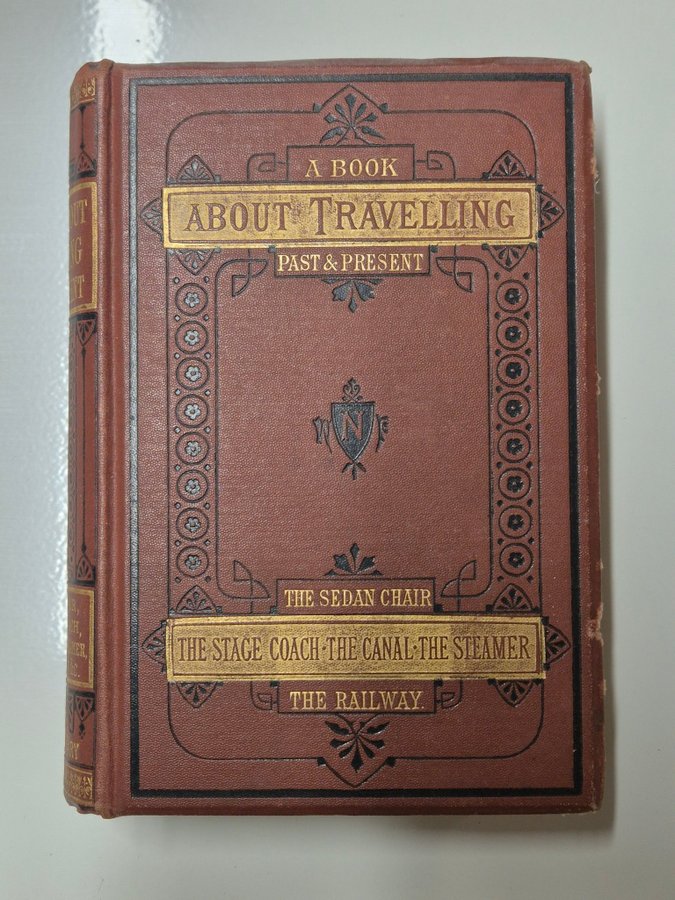 A BOOK
ABOUT TRAVELLING
PAST & PRESENT
N
THE SEDAN CHAIR
THE STAGE COACH · THE CANAL · THE STEAMER
THE RAILWAY.